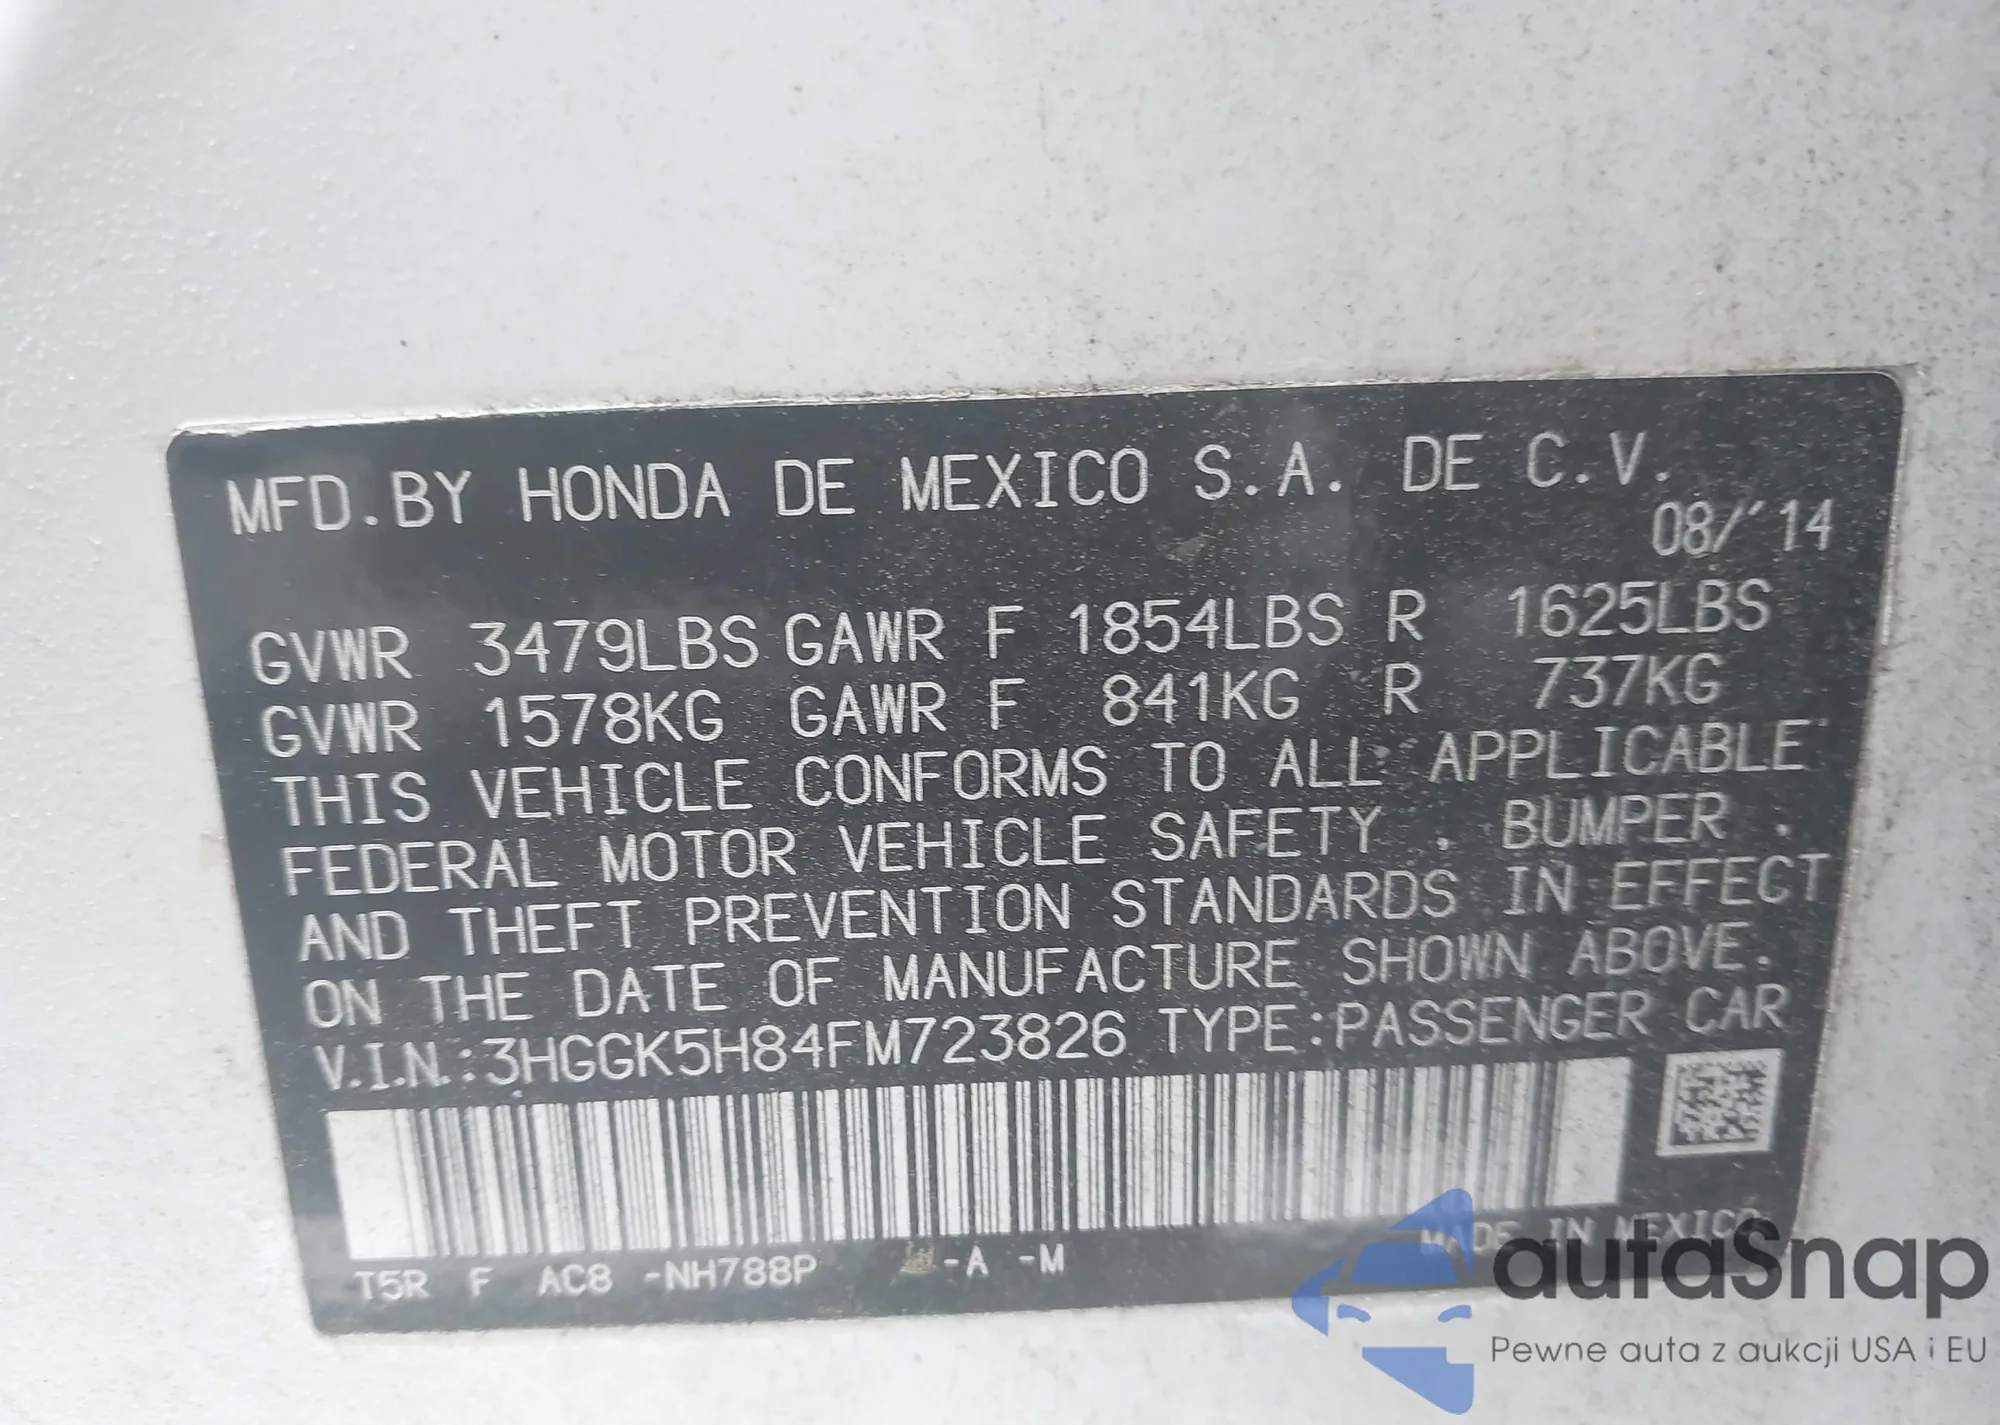 MFD.BY HONDA DE MEXICO S.A. DE C.V.
08/'14
GVWR 3479LBS GAWR F 1854LBS R 1625LBS
GVWR 1578KG GAWR F 841KG R 737KG
THIS VEHICLE CONFORMS TO ALL APPLICABLE
FEDERAL MOTOR VEHICLE SAFETY . BUMPER .
AND THEFT PREVENTION STANDARDS IN EFFECT
ON THE DATE OF MANUFACTURE SHOWN ABOVE.
V.I.N.:3HGGK5H84FM723826 TYPE:PASSENGER CAR
MADE IN MEXICO
T5R F AC8 -NH788P -A -M
autaSnap
Pewne auta z aukcji USA i EU